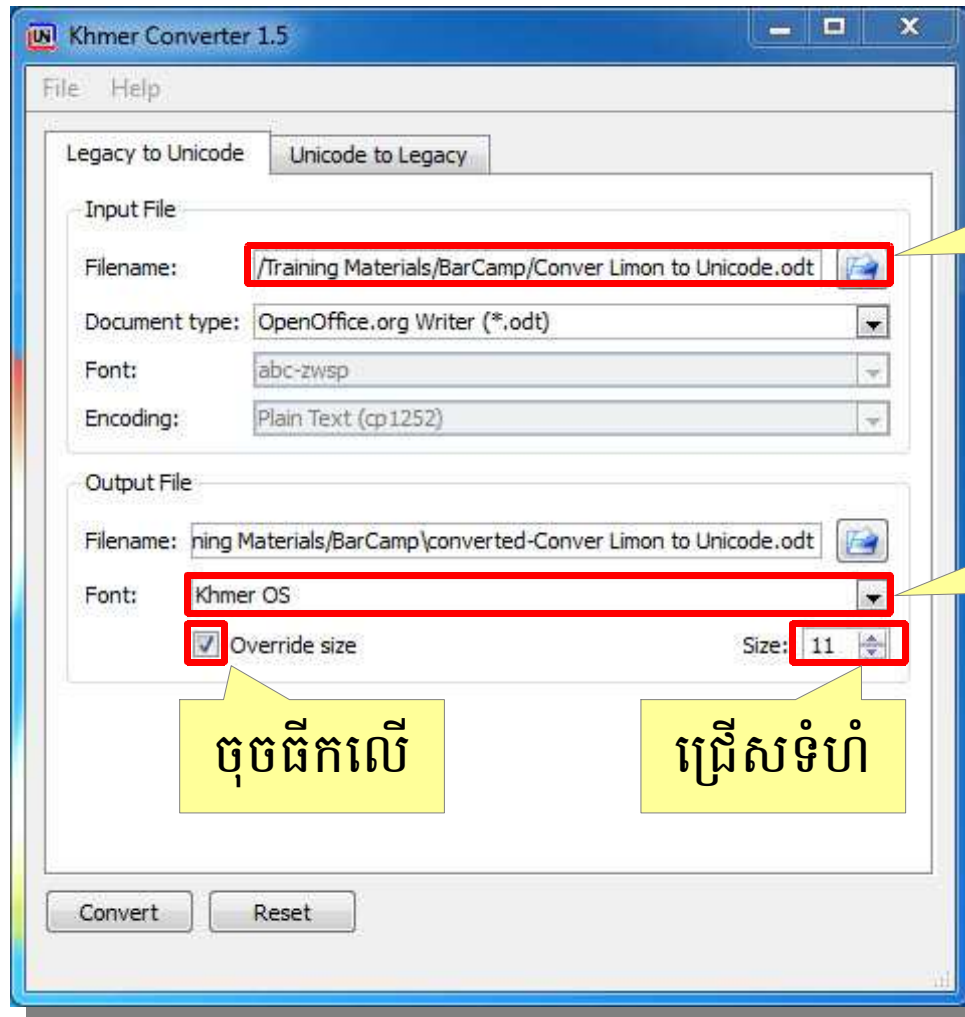 Khmer Converter 1.5
File Help
Legacy to Unicode Unicode to Legacy
Input File
Filename: /Training Materials/BarCamp/Conver Limon to Unicode.odt
Document type: OpenOffice.org Writer (*.odt)
Font: abc-zwsp
Encoding: Plain Text (cp1252)
Output File
Filename: ning Materials/BarCamp\converted-Conver Limon to Unicode.odt
Font: Khmer OS
Override size Size: 11
ចុចធីកលើ ជ្រើសទំហំ
Convert Reset